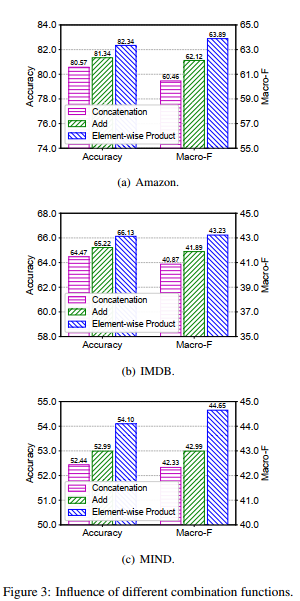 84.0
65.0
82.34
63.89
82.0
81.34
63.0
80.57
62.12
80.0
61.0
60.46
Accuracy
78.0
59.0
Macro-F
Concatenation
76.0
Add
57.0
Element-wise Product
74.0
55.0
Accuracy Macro-F
(a) Amazon.
68.0
45.0
66.13
43.23
66.0
65.22
43.0
64.47
41.89
64.0
40.87
41.0
Accuracy
62.0
39.0
Macro-F
Concatenation
60.0
Add
37.0
Element-wise Product
58.0
35.0
Accuracy Macro-F
(b) IMDB.
55.0
45.0
44.65
54.10
54.0
44.0
52.99
42.99
53.0
43.0
52.44
42.33
Accuracy
52.0
42.0
Macro-F
Concatenation
51.0
Add
41.0
Element-wise Product
50.0
40.0
Accuracy Macro-F
(c) MIND.
Figure 3: Influence of different combination functions.